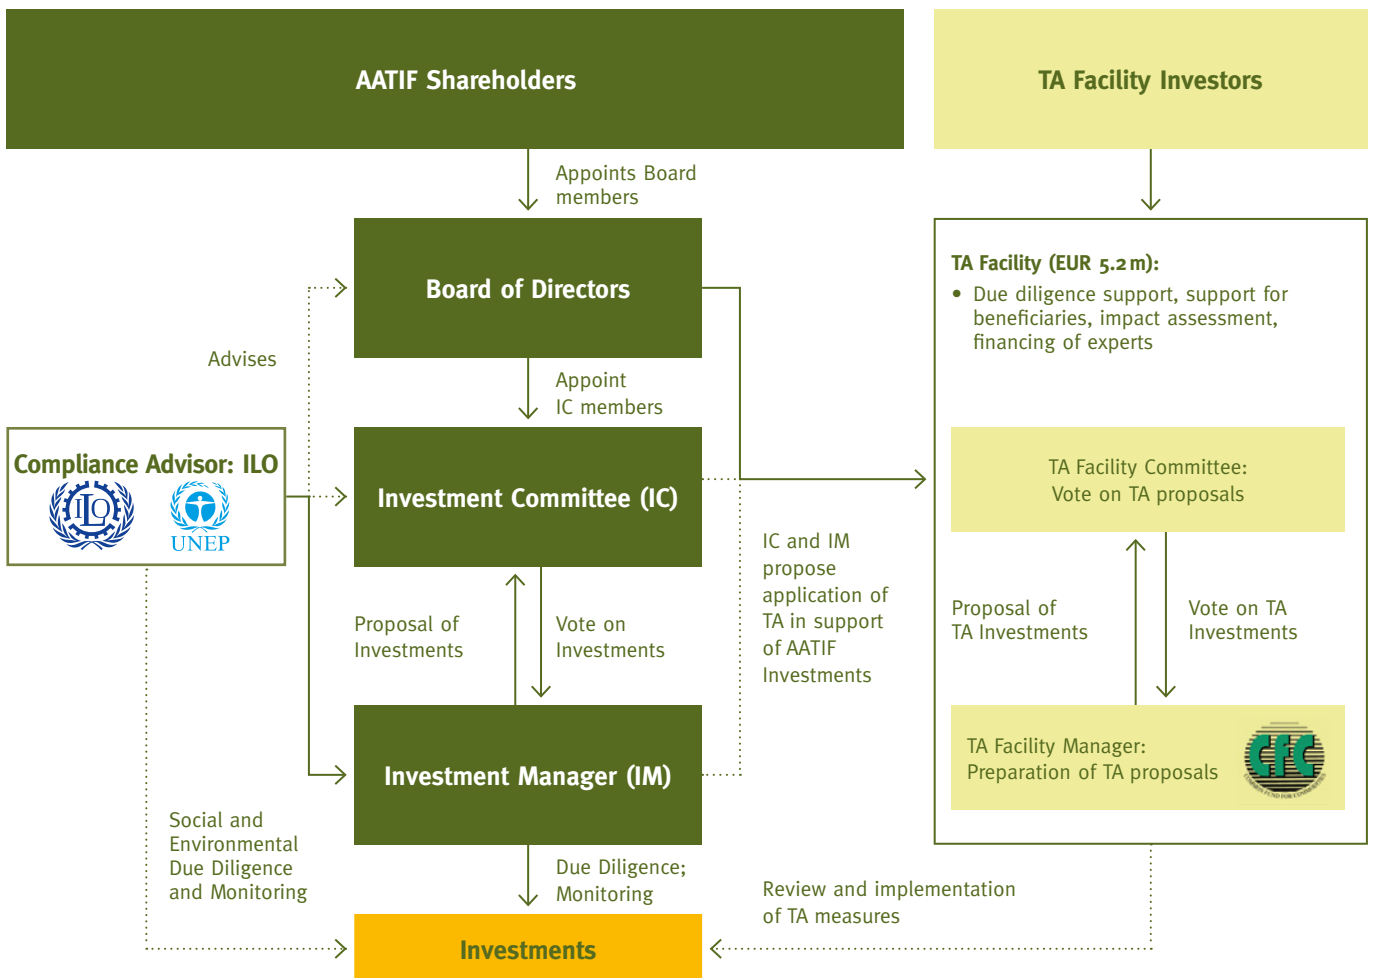 AATIF Shareholders
TA Facility Investors
Appoints Board
members
Board of Directors
TA Facility (EUR 5.2 m):
• Due diligence support, support for
beneficiaries, impact assessment,
financing of experts
Advises
Appoint
IC members
Compliance Advisor: ILO
ILO
UNEP
Investment Committee (IC)
TA Facility Committee:
Vote on TA proposals
IC and IM
propose
application of
TA in support
of AATIF
Investments
Proposal of
Investments
Vote on
Investments
Proposal of
TA Investments
Vote on TA
Investments
Investment Manager (IM)
TA Facility Manager:
Preparation of TA proposals
CFC
COMMON FUND FOR COMMODITIES
Social and
Environmental
Due Diligence
and Monitoring
Due Diligence;
Monitoring
Review and implementation
of TA measures
Investments